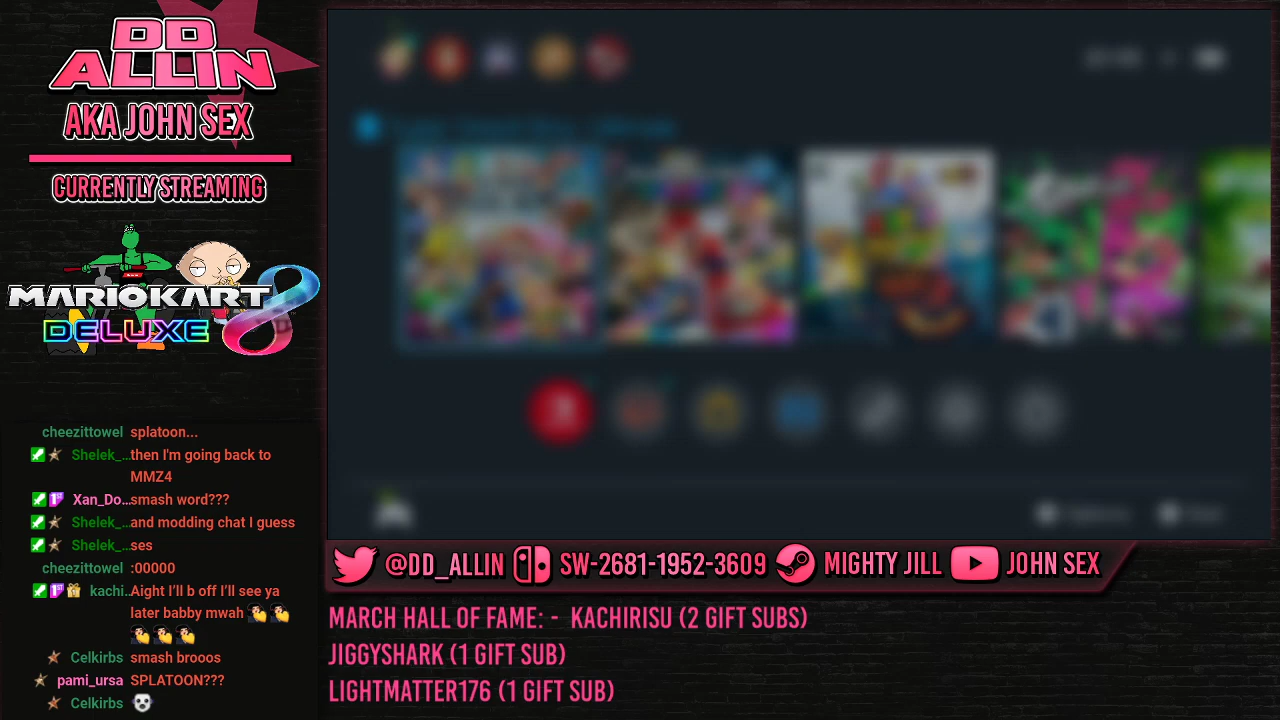 DD
ALLIN
AKA JOHN SEX
CURRENTLY STREAMING
MARIOKART 8
DELUXE
cheezittowel splatoon...
Shelek_... then I'm going back to
MMZ4
1ST Xan_Do... smash word???
Shelek_... and modding chat I guess
Shelek_... ses
cheezittowel :00000
1ST kachi... Aight I'll b off I'll see ya
later babby mwah
Celkirbs smash brooos
pami_ursa SPLATOON???
Celkirbs
@DD_ALLIN SW-2681-1952-3609 MIGHTY JILL JOHN SEX
MARCH HALL OF FAME: - KACHIRISU (2 GIFT SUBS)
JIGGYSHARK (1 GIFT SUB)
LIGHTMATTER176 (1 GIFT SUB)